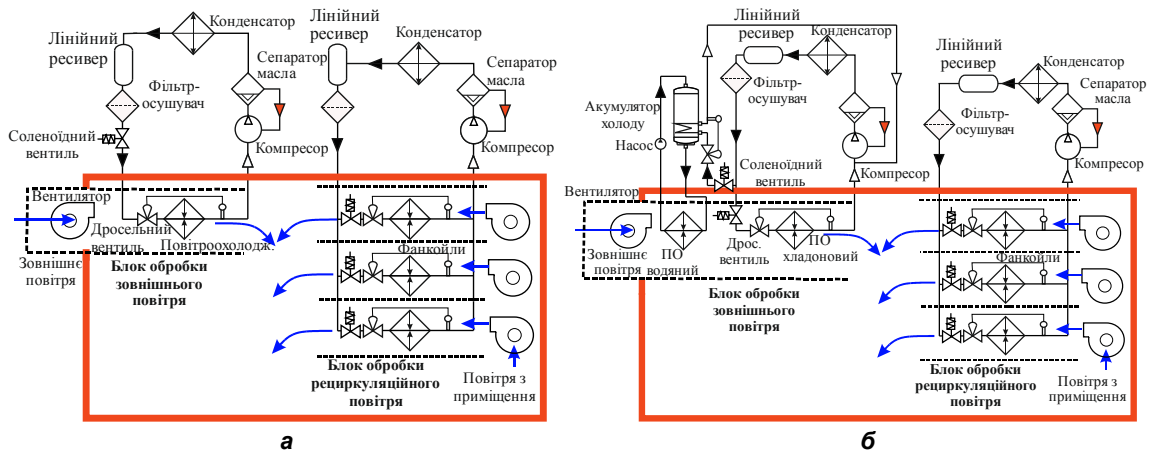 Конденсатор
Лінійний
ресивер
Сепаратор
масла
Фільтр-
осушувач
Соленоїдний
вентиль
Компресор
Лінійний
ресивер
Конденсатор
Сепаратор
масла
Компресор
Вентилятор
Дросельний
вентиль
Повітроохолодж.
Зовнішнє
повітря
Блок обробки
зовнішнього
повітря
Фанкойли
Блок обробки
рециркуляційного
повітря
Повітря з
приміщення
а
Лінійний
ресивер
Конденсатор
Фільтр-
осушувач
Акумулятор
холоду
Насос
Соленоїдний
вентиль
Компресор
Лінійний
ресивер
Конденсатор
Сепаратор
масла
Фільтр-
осушувач
Компресор
Вентилятор
Зовнішнє
повітря
ПО
водяний
Дрос.
вентиль
ПО
хладоновий
Блок обробки
зовнішнього
повітря
Фанкойли
Блок обробки
рециркуляційного
повітря
Повітря з
приміщення
б